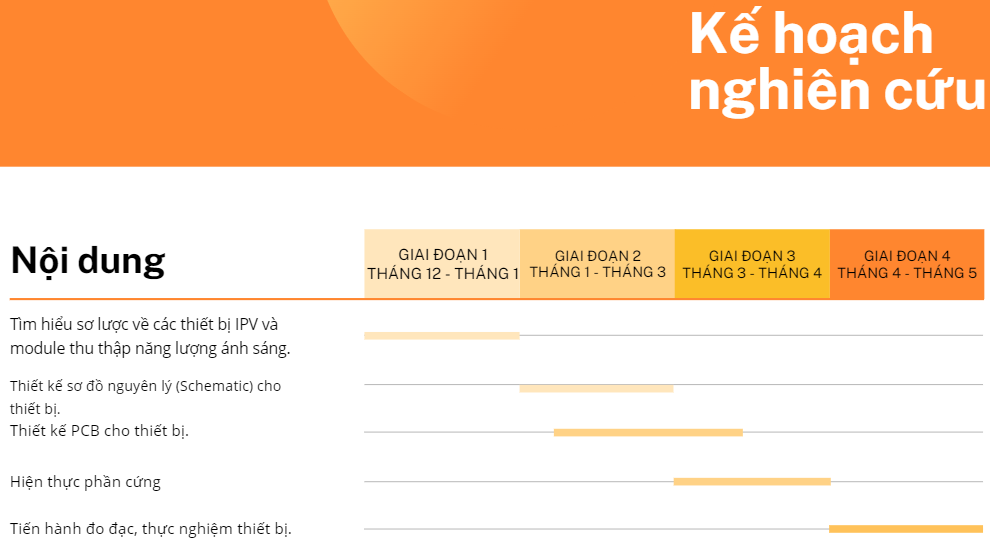 Kế hoạch
nghiên cứu
Nội dung
GIAI ĐOẠN 1
THÁNG 12 - THÁNG 1
GIAI ĐOẠN 2
THÁNG 1 - THÁNG 3
GIAI ĐOẠN 3
THÁNG 3 - THÁNG 4
GIAI ĐOẠN 4
THÁNG 4 - THÁNG 5
Tìm hiểu sơ lược về các thiết bị IPV và
module thu thập năng lượng ánh sáng.
Thiết kế sơ đồ nguyên lý (Schematic) cho
thiết bị.
Thiết kế PCB cho thiết bị.
Hiện thực phần cứng
Tiến hành đo đạc, thực nghiệm thiết bị.